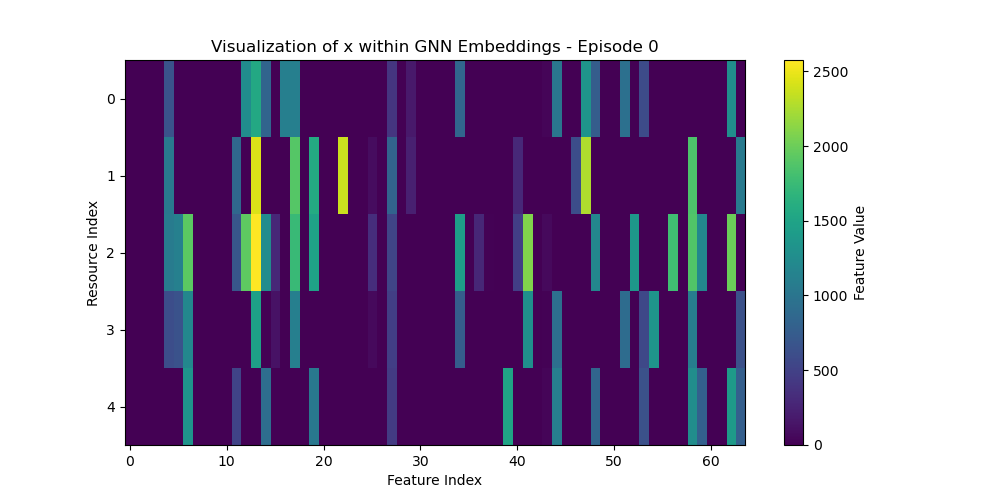 Visualization of x within GNN Embeddings - Episode 0
Resource Index
0
1
2
3
4
0 10 20 30 40 50 60
Feature Index
2500
2000
1500
1000
500
0
Feature Value